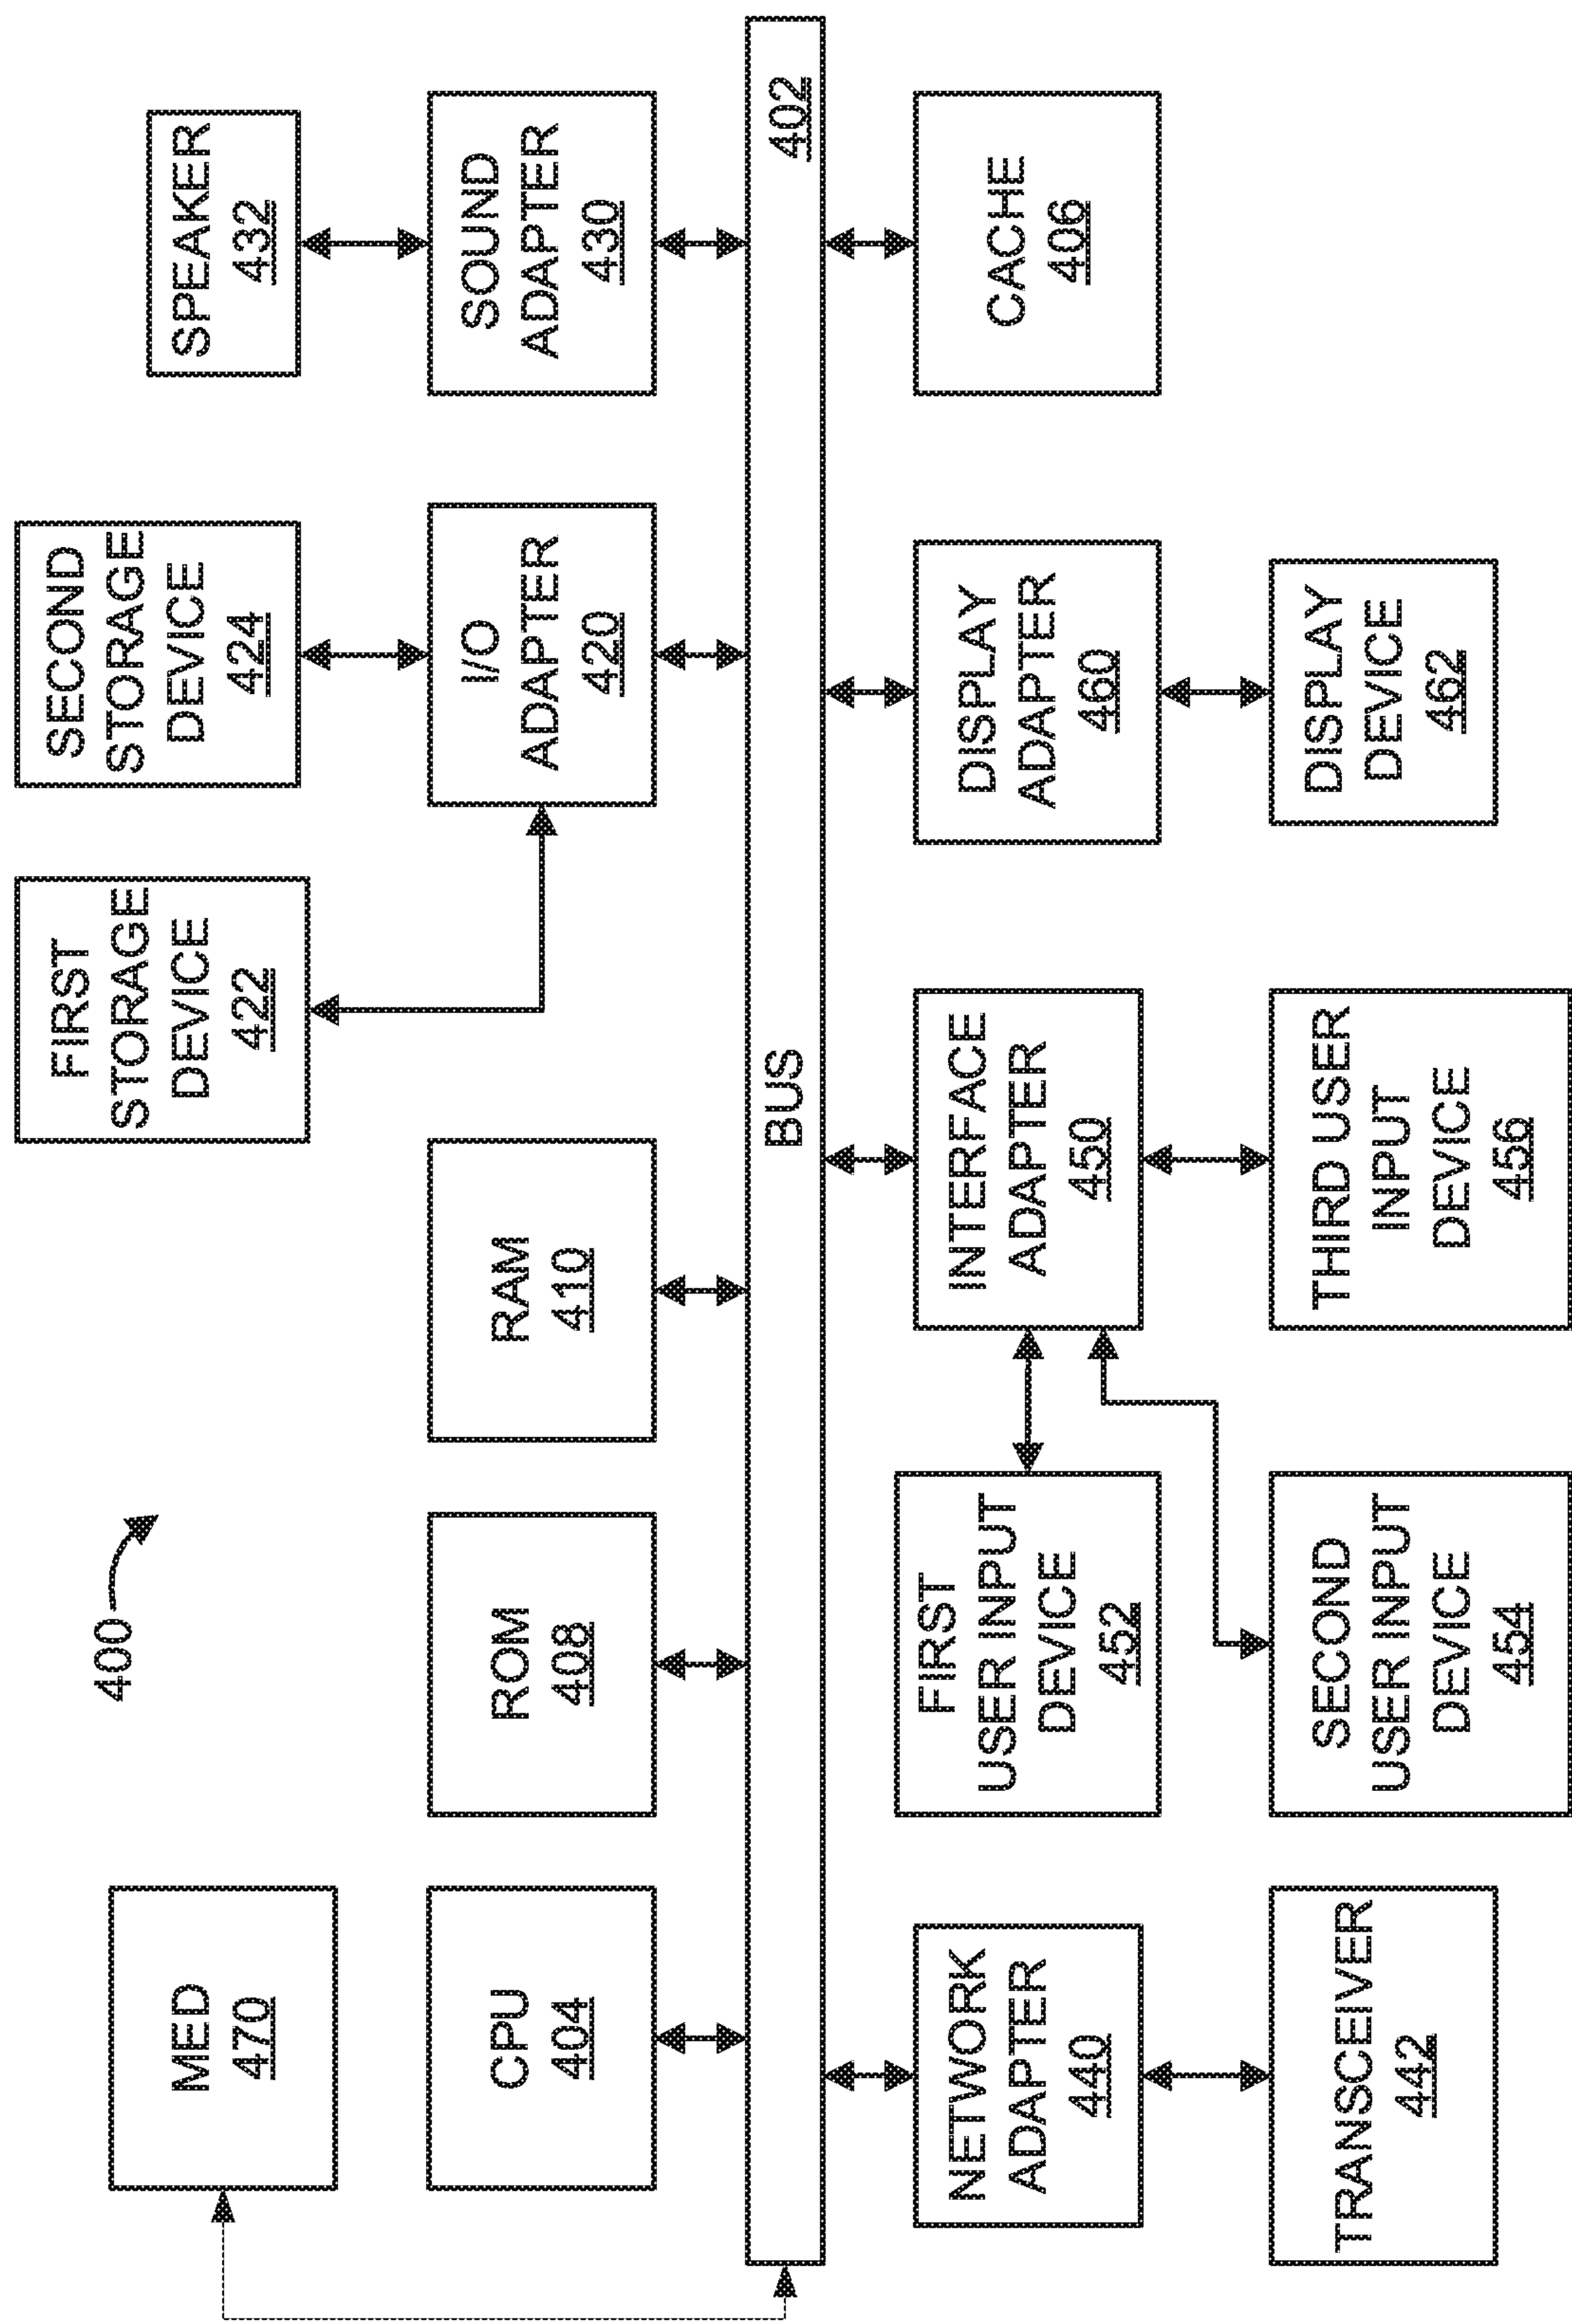 400
MED
470
CPU
404
ROM
408
RAM
410
FIRST
STORAGE
DEVICE
422
SECOND
STORAGE
DEVICE
424
I/O
ADAPTER
420
SPEAKER
432
SOUND
ADAPTER
430
BUS
402
NETWORK
ADAPTER
440
TRANSCEIVER
442
FIRST
USER INPUT
DEVICE
452
SECOND
USER INPUT
DEVICE
454
INTERFACE
ADAPTER
450
THIRD USER
INPUT
DEVICE
456
DISPLAY
ADAPTER
460
DISPLAY
DEVICE
462
CACHE
406